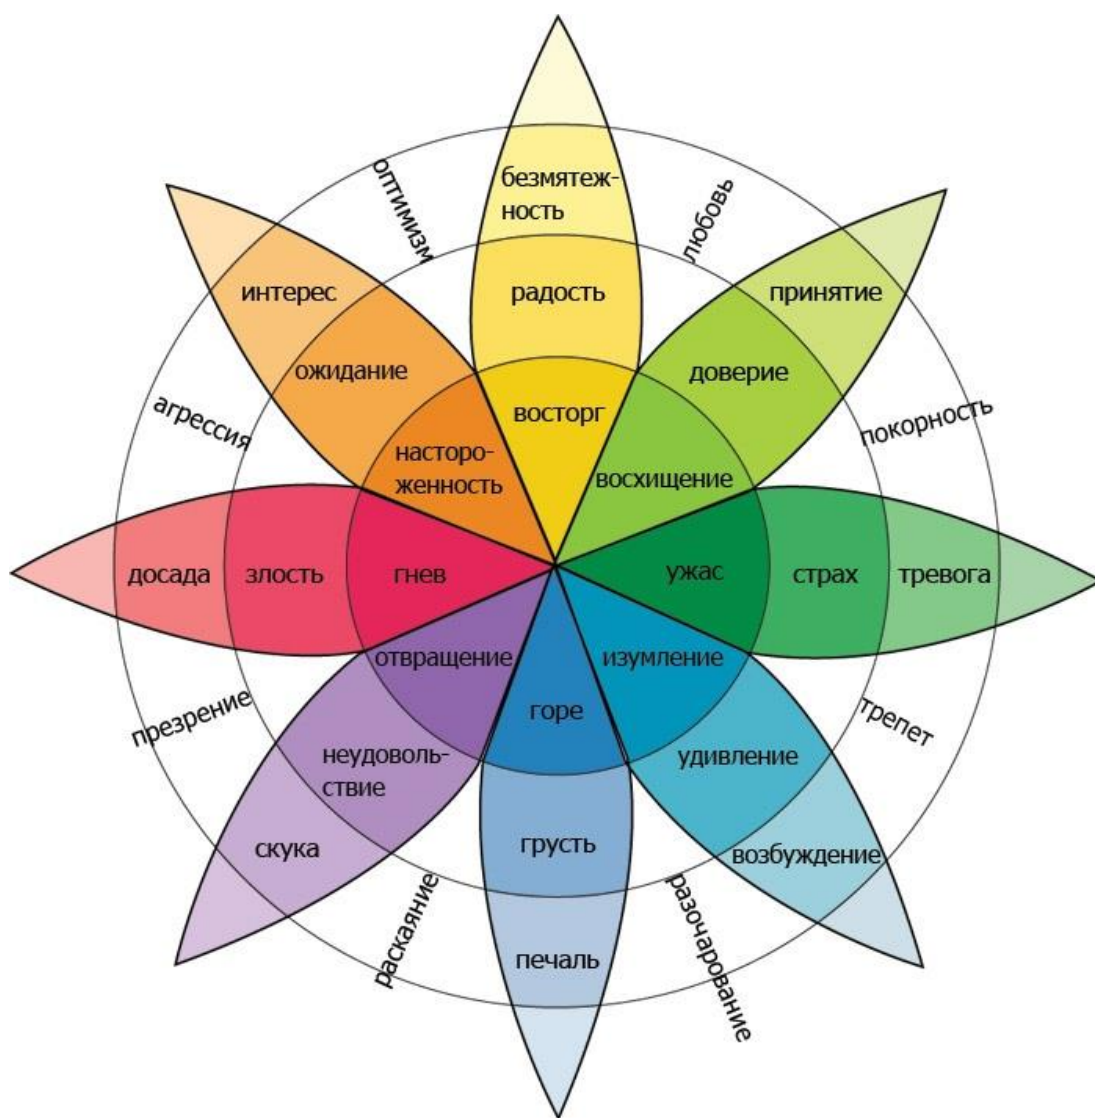 оптимизм
безмятеж-
ность
любовь
интерес
радость
принятие
ожидание
доверие
агрессия
восторг
покорность
насторо-
женность
восхищение
досада
злость
гнев
ужас
страх
тревога
отвращение
изумление
презрение
горе
трепет
неудоволь-
ствие
удивление
скука
грусть
возбуждение
раскаяние
разочарование
печаль